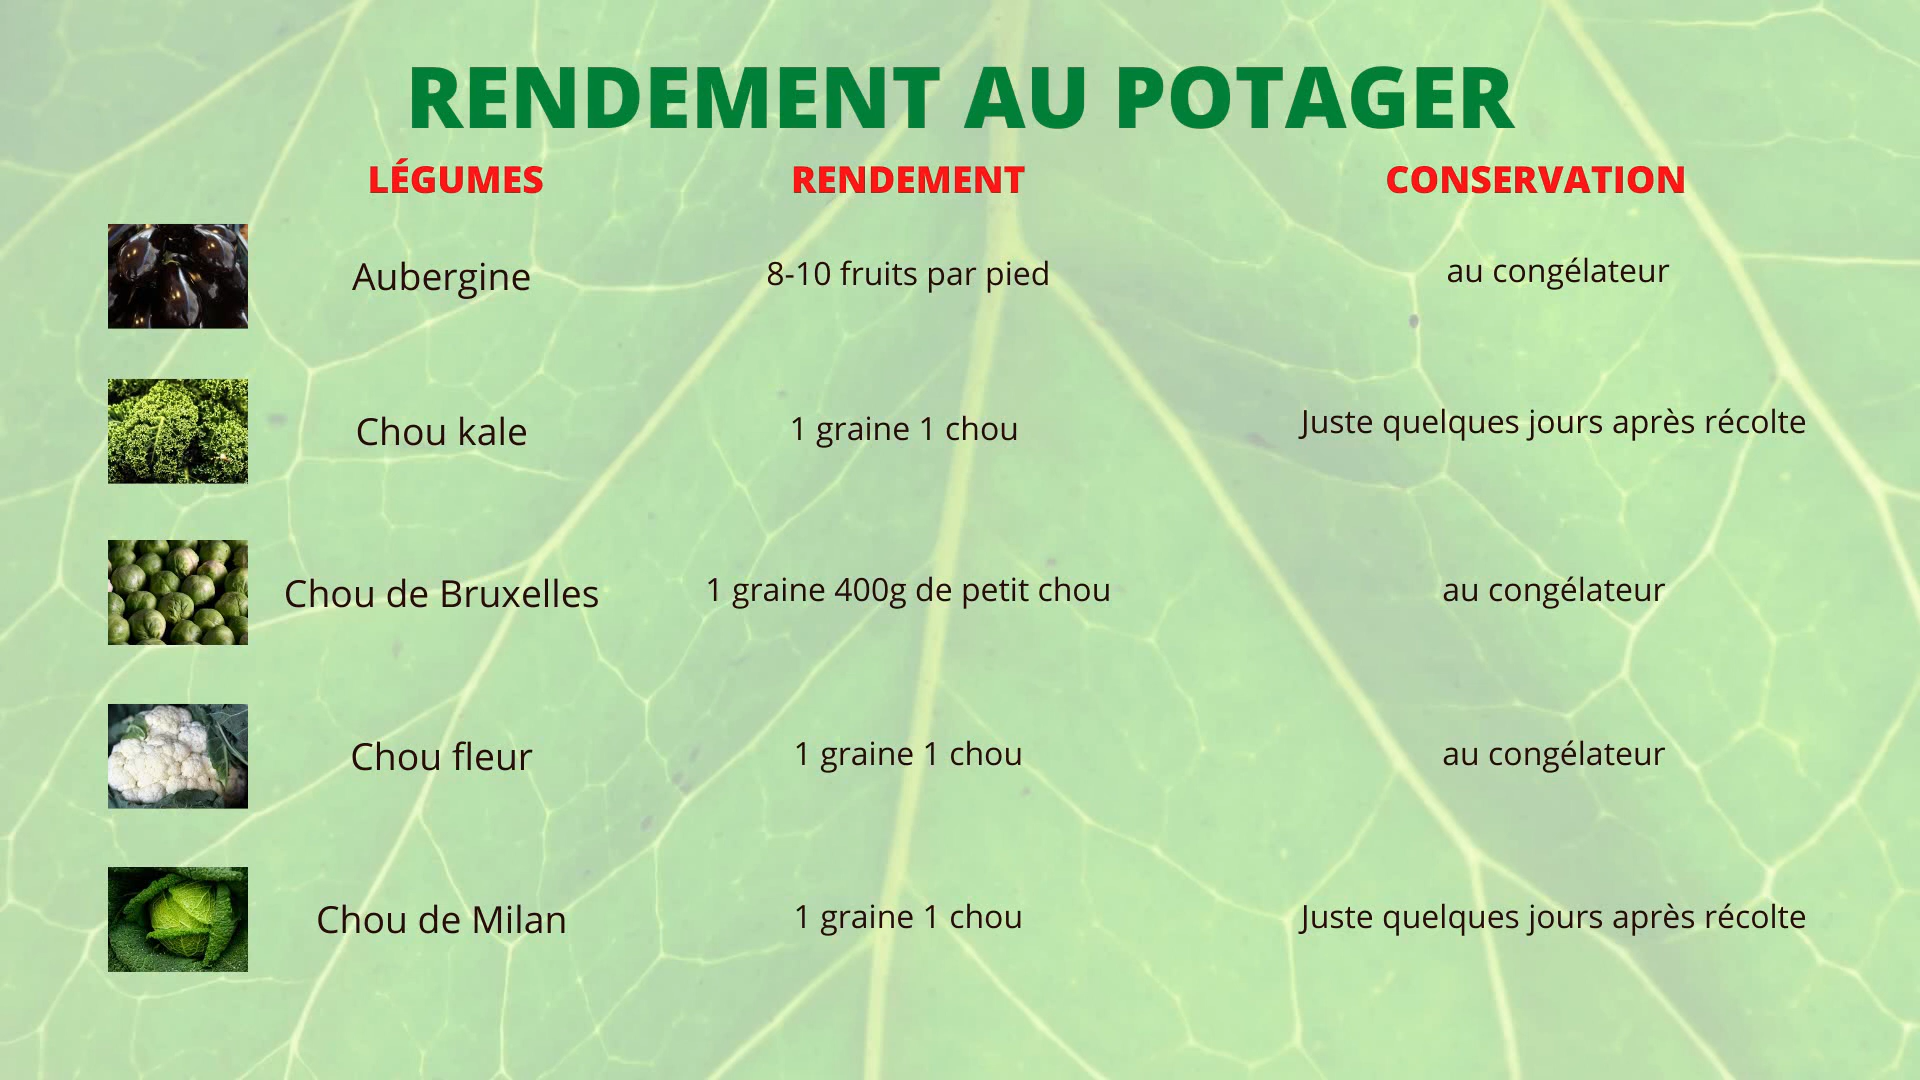 RENDEMENT AU POTAGER
LÉGUMES RENDEMENT CONSERVATION
Aubergine 8-10 fruits par pied au congélateur
Chou kale 1 graine 1 chou Juste quelques jours après récolte
Chou de Bruxelles 1 graine 400g de petit chou au congélateur
Chou fleur 1 graine 1 chou au congélateur
Chou de Milan 1 graine 1 chou Juste quelques jours après récolte